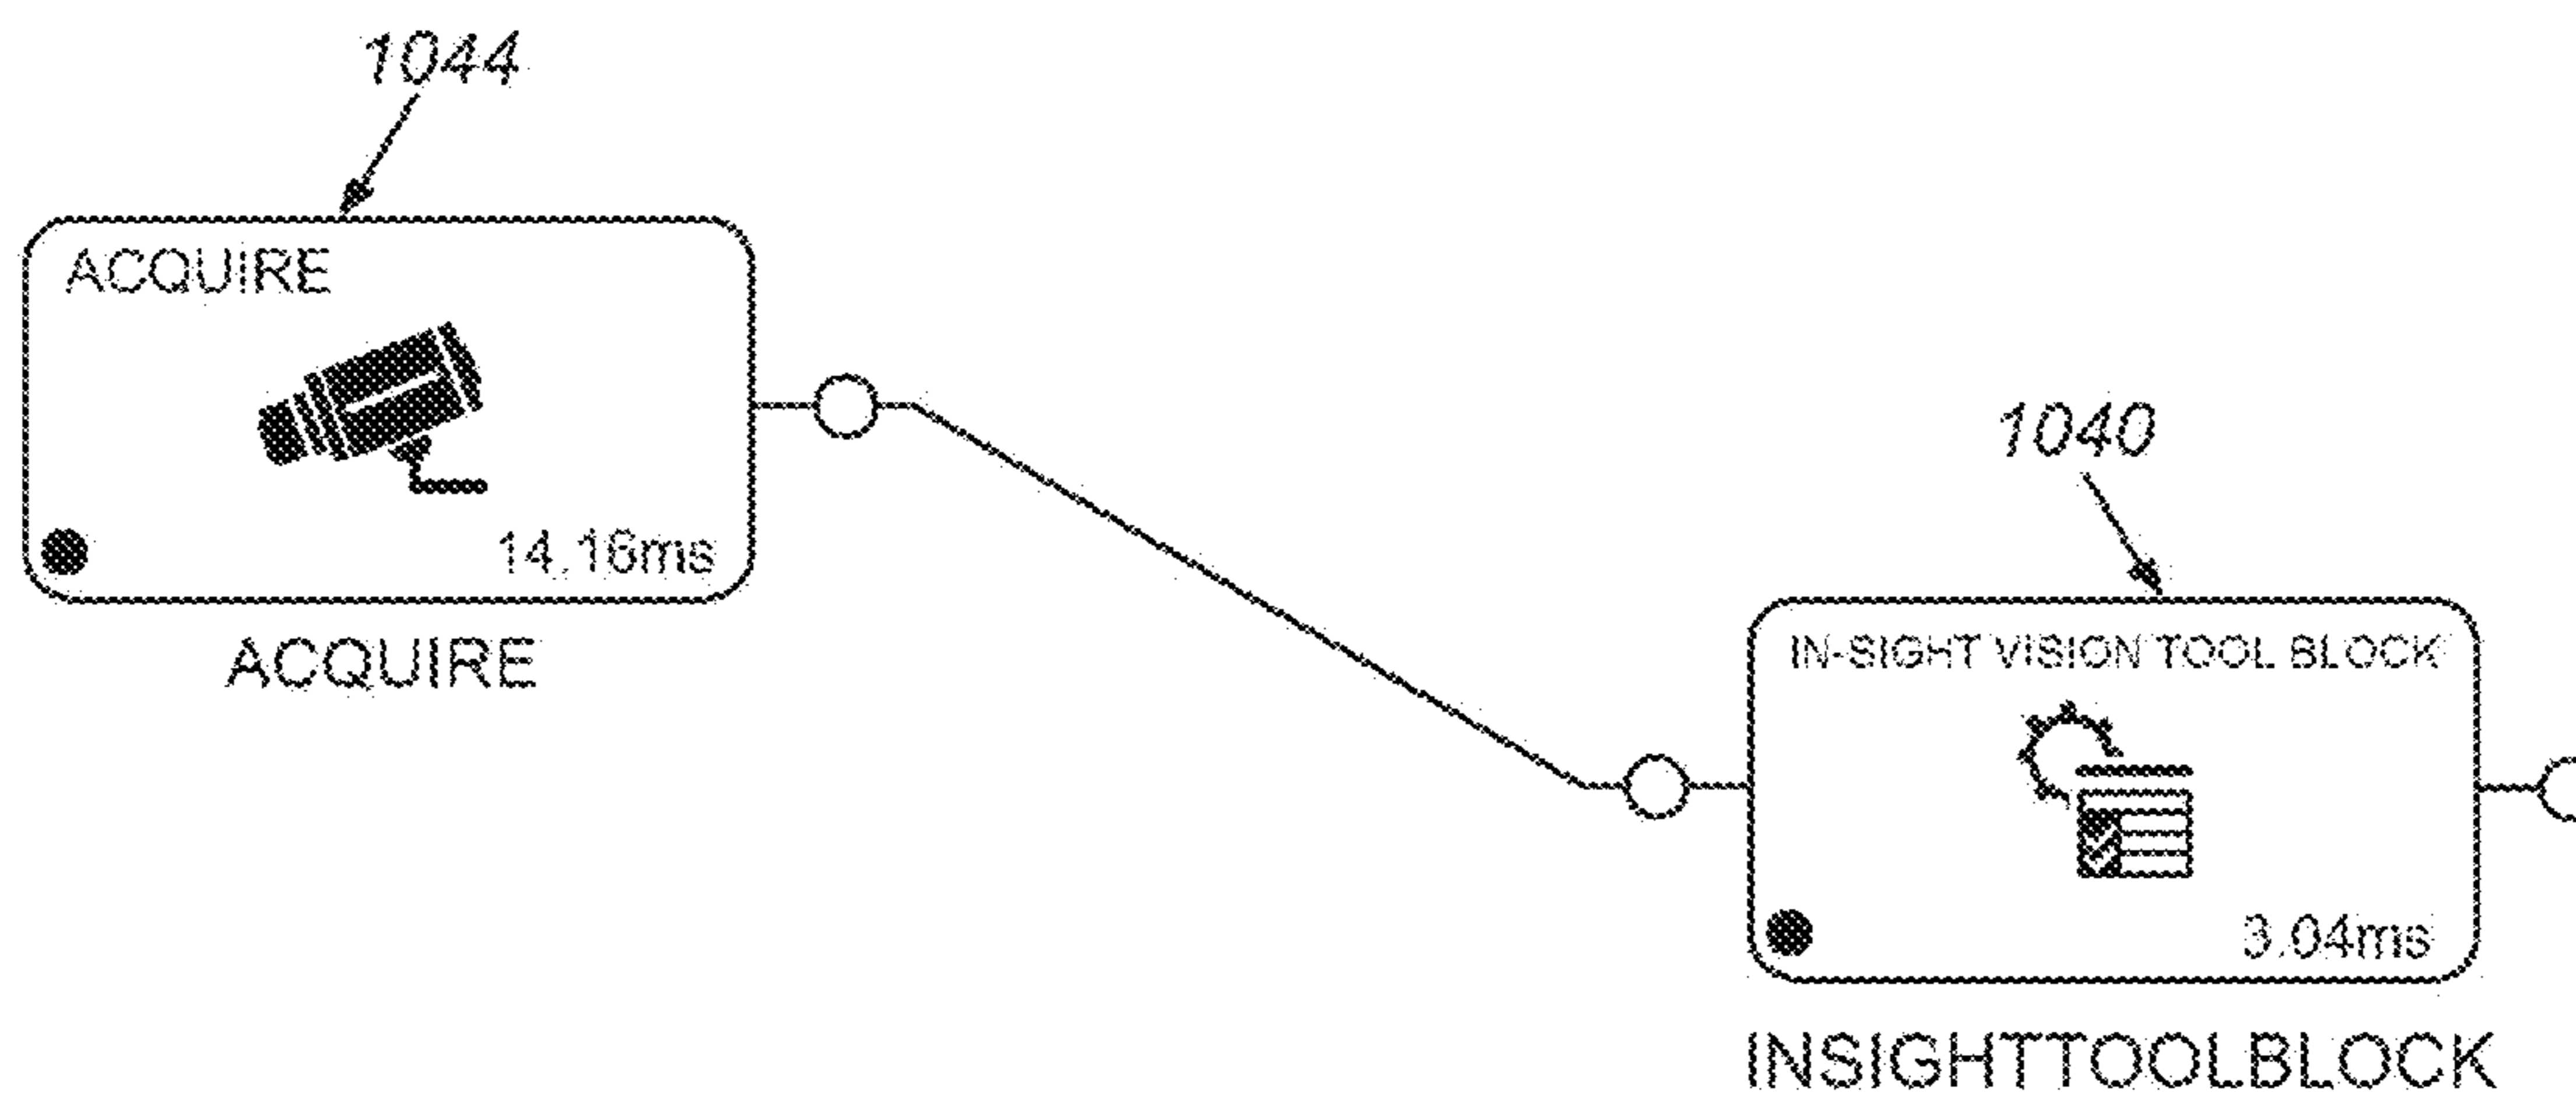 1044
ACQUIRE
14.16ms
ACQUIRE
1040
IN-SIGHT VISION TOOL BLOCK
3.04ms
INSIGHTTOOLBLOCK